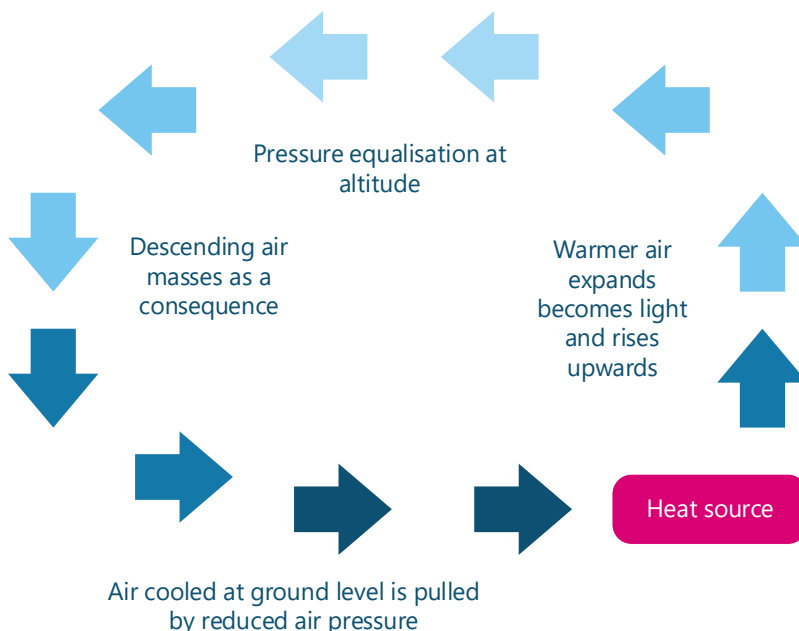 Pressure equalisation at
altitude
Descending air
masses as a
consequence
Warmer air
expands
becomes light
and rises
upwards
Heat source
Air cooled at ground level is pulled
by reduced air pressure